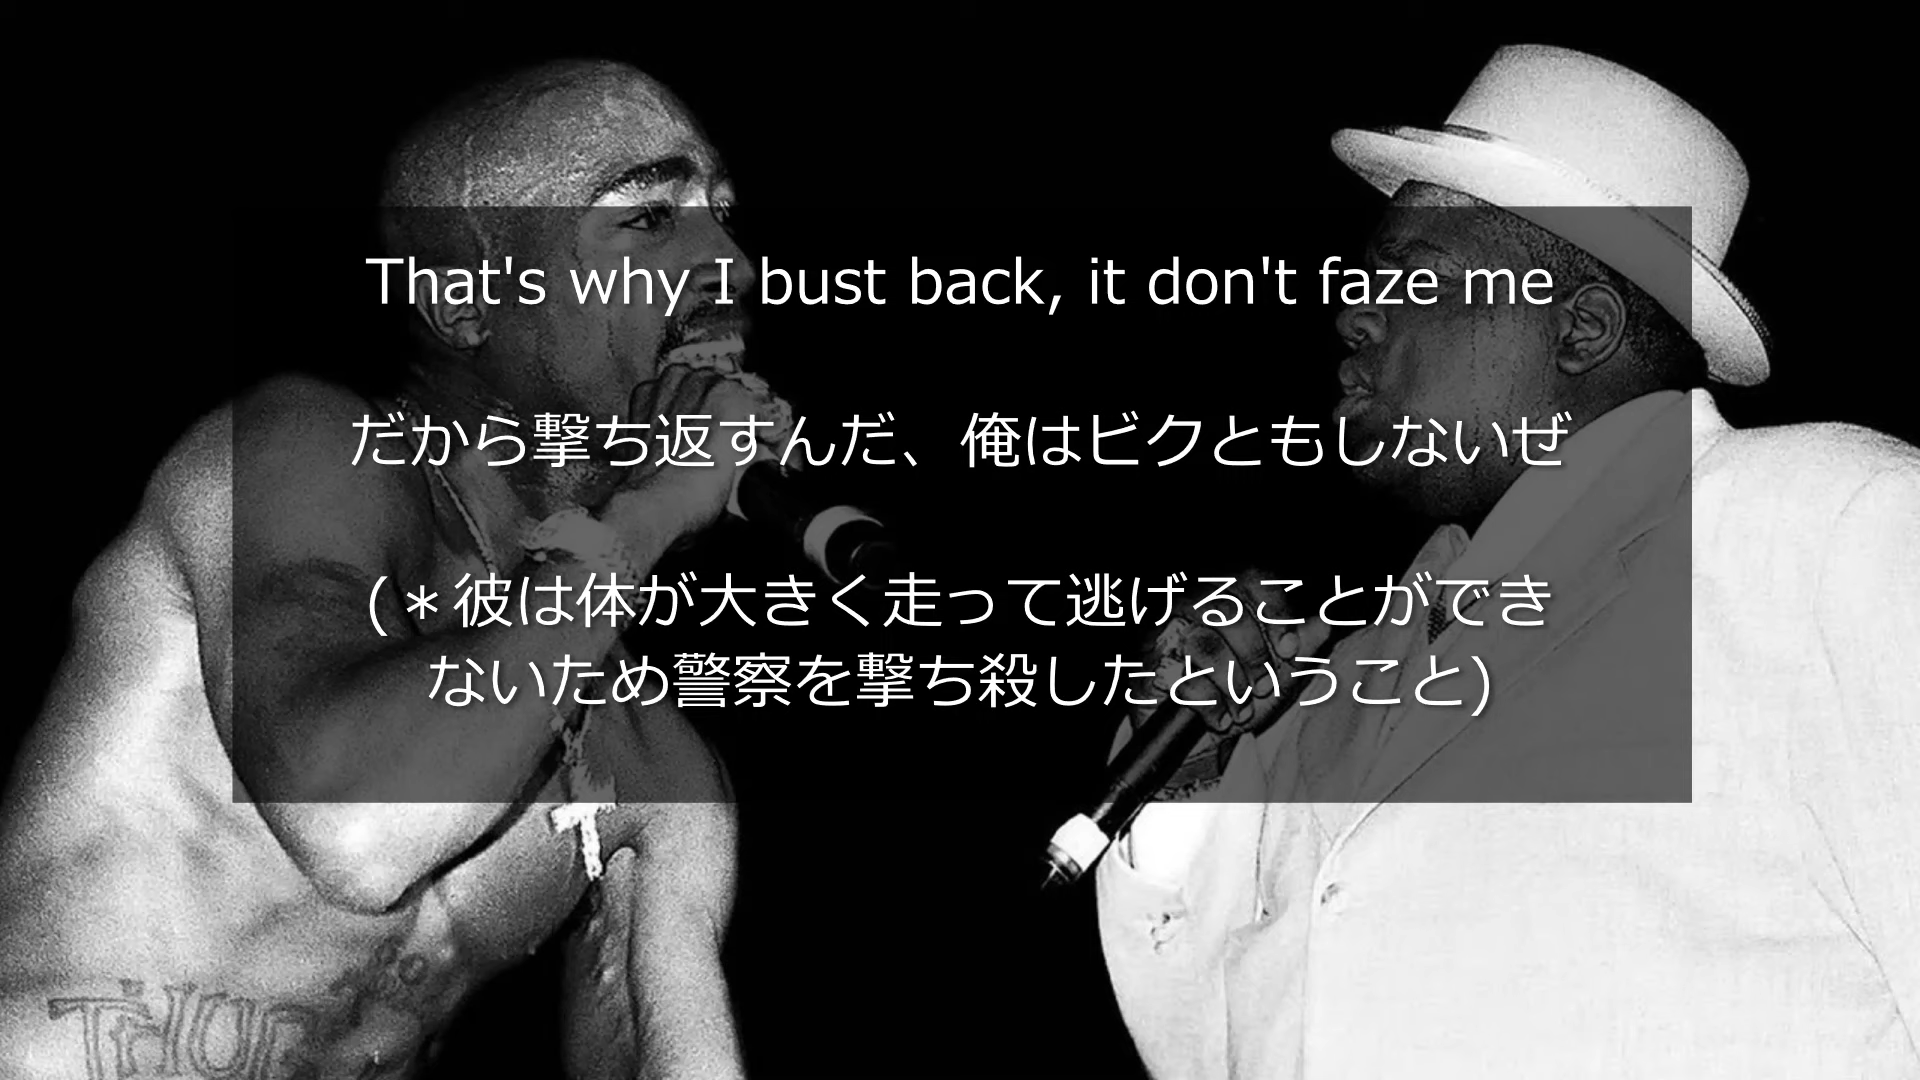 That's why I bust back, it don't faze me
だから撃ち返すんだ、俺はビクともしないぜ
(＊彼は体が大きく走って逃げることができ
ないため警察を撃ち殺したということ)
THUG